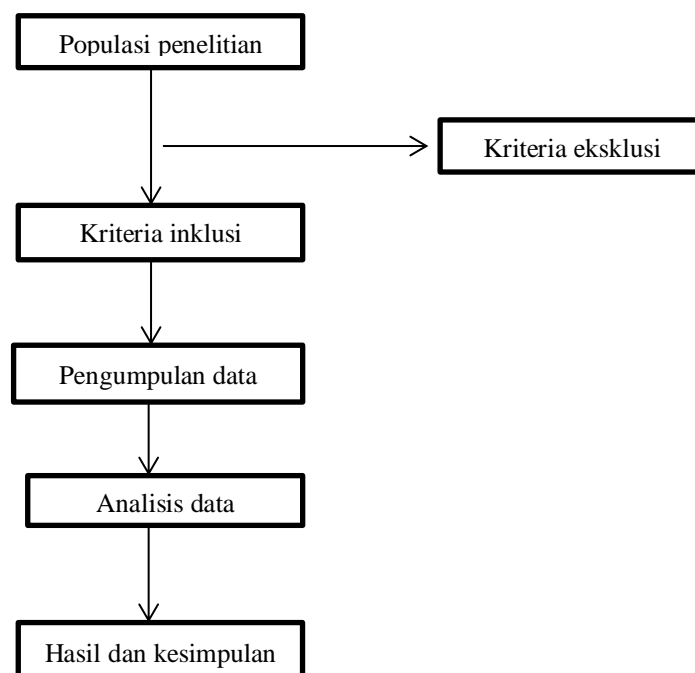 Populasi penelitian
Kriteria eksklusi
Kriteria inklusi
Pengumpulan data
Analisis data
Hasil dan kesimpulan